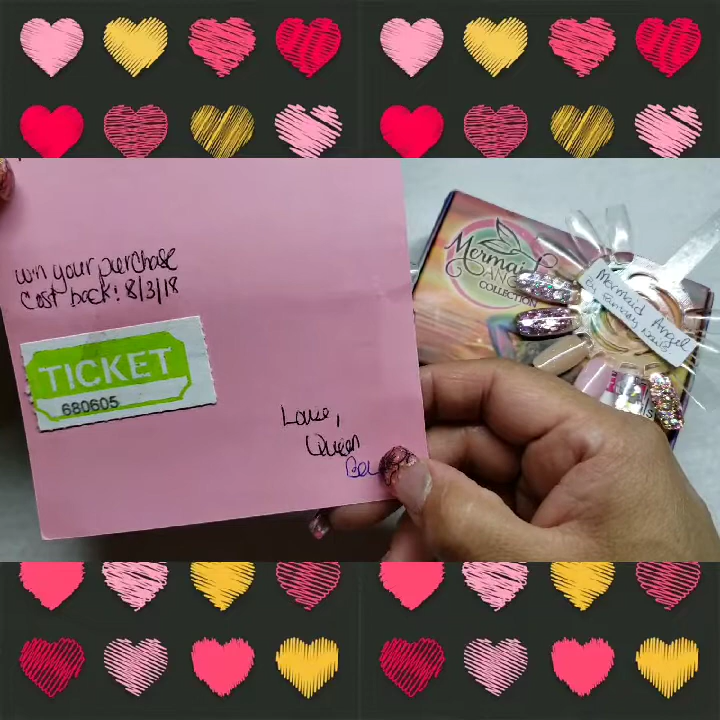 win your purchase
cost back! 8/3/18
TICKET
680605
Love,
Queen
Mermaid
ANGEL
COLLECTION
Mermaid Angel